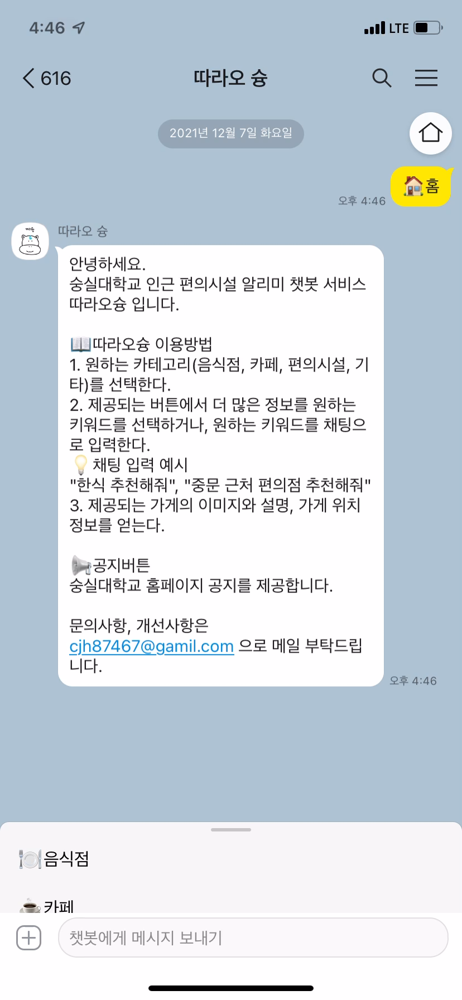 4:46
LTE
616
따라오 슝
2021년 12월 7일 화요일
🏠홈
오후 4:46
따슝
따라오 슝
안녕하세요.
숭실대학교 인근 편의시설 알리미 챗봇 서비스
따라오슝 입니다.
📖따라오슝 이용방법
1. 원하는 카테고리(음식점, 카페, 편의시설, 기
타)를 선택한다.
2. 제공되는 버튼에서 더 많은 정보를 원하는
키워드를 선택하거나, 원하는 키워드를 채팅으
로 입력한다.
💡 채팅 입력 예시
"한식 추천해줘", "중문 근처 편의점 추천해줘"
3. 제공되는 가게의 이미지와 설명, 가게 위치
정보를 얻는다.
📢공지버튼
숭실대학교 홈페이지 공지를 제공합니다.
문의사항, 개선사항은
cjh87467@gamil.com 으로 메일 부탁드립
니다.
오후 4:46
🍽음식점
☕카페
챗봇에게 메시지 보내기